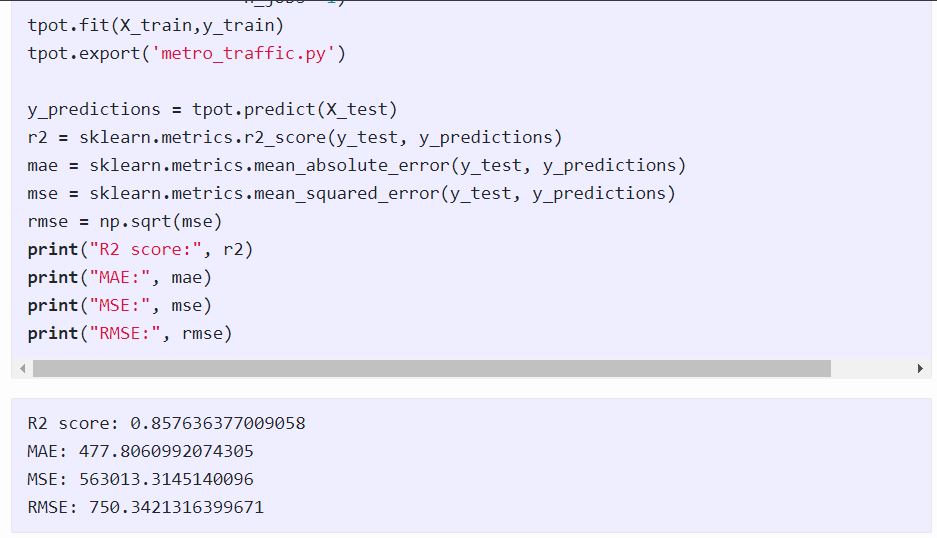 tpot.fit(X_train,y_train)
tpot.export('metro_traffic.py')
y_predictions = tpot.predict(X_test)
r2 = sklearn.metrics.r2_score(y_test, y_predictions)
mae = sklearn.metrics.mean_absolute_error(y_test, y_predictions)
mse = sklearn.metrics.mean_squared_error(y_test, y_predictions)
rmse = np.sqrt(mse)
print("R2 score:", r2)
print("MAE:", mae)
print("MSE:", mse)
print("RMSE:", rmse)
R2 score: 0.857636377009058
MAE: 477.8060992074305
MSE: 563013.3145140096
RMSE: 750.3421316399671